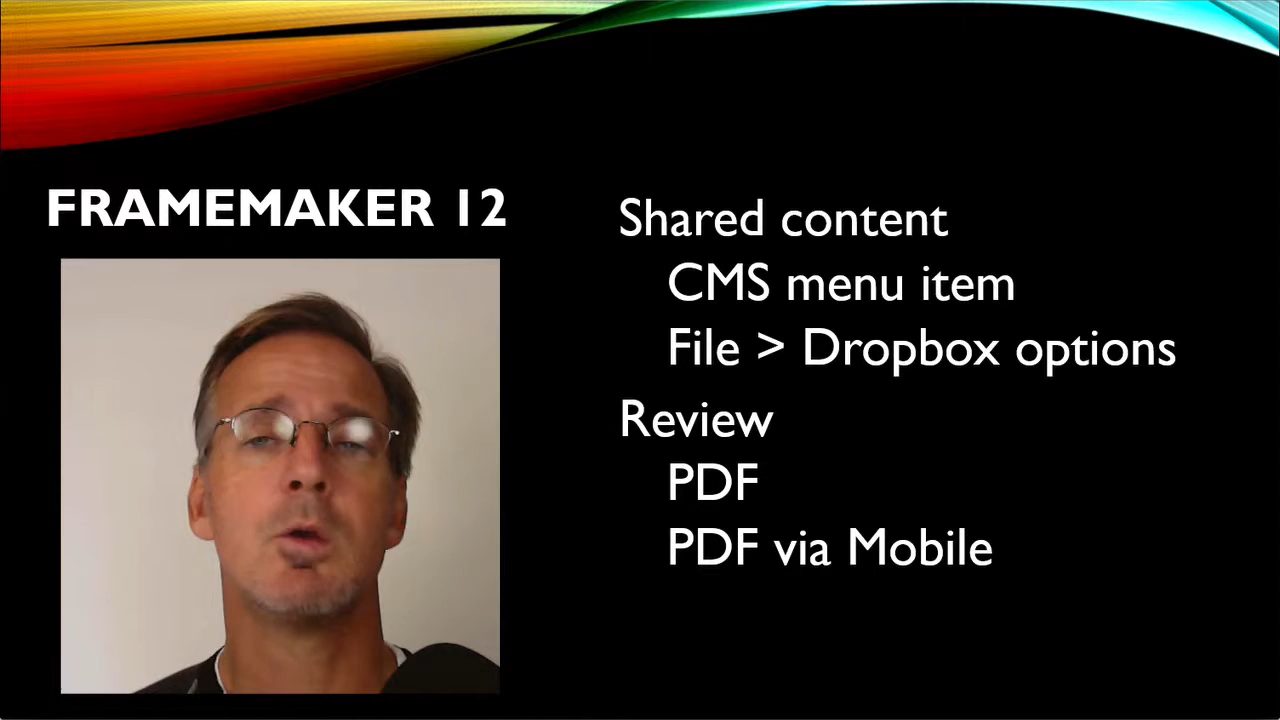 FRAMEMAKER 12
Shared content
CMS menu item
File > Dropbox options
Review
PDF
PDF via Mobile